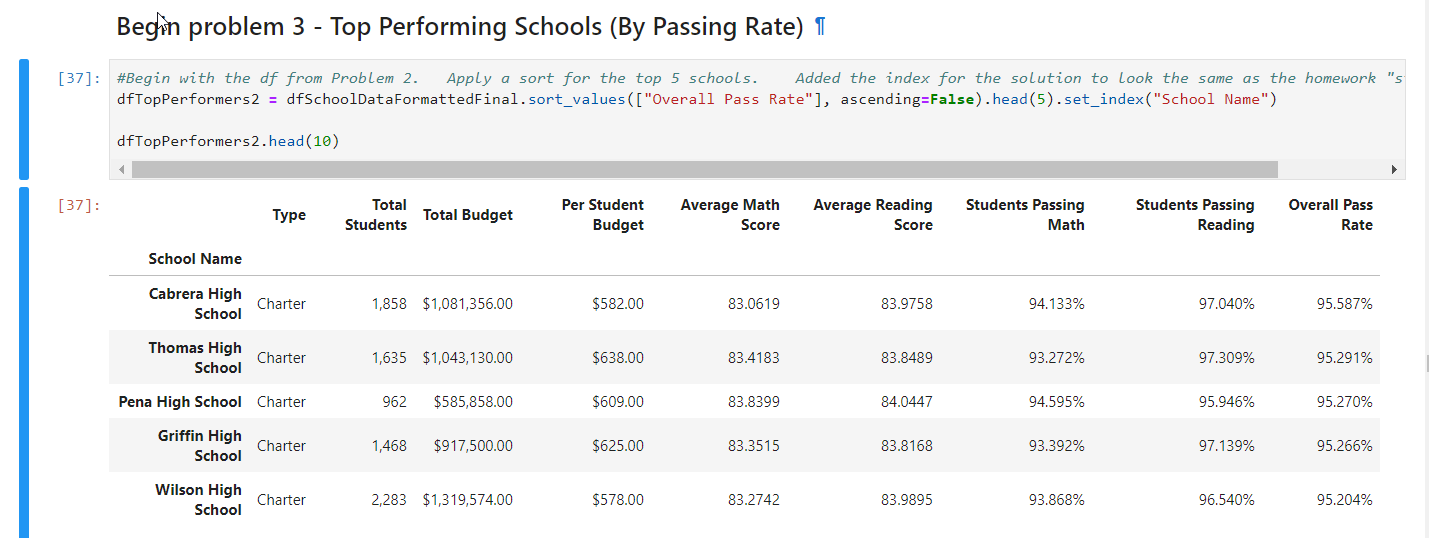 Begin problem 3 - Top Performing Schools (By Passing Rate) ¶
[37]: #Begin with the df from Problem 2.   Apply a sort for the top 5 schools.    Added the index for the solution to look the same as the homework "s
dfTopPerformers2 = dfSchoolDataFormattedFinal.sort_values(["Overall Pass Rate"], ascending=False).head(5).set_index("School Name")
dfTopPerformers2.head(10)
[37]: Type Total Students Total Budget Per Student Budget Average Math Score Average Reading Score Students Passing Math Students Passing Reading Overall Pass Rate
School Name
Cabrera High School Charter 1,858 $1,081,356.00 $582.00 83.0619 83.9758 94.133% 97.040% 95.587%
Thomas High School Charter 1,635 $1,043,130.00 $638.00 83.4183 83.8489 93.272% 97.309% 95.291%
Pena High School Charter 962 $585,858.00 $609.00 83.8399 84.0447 94.595% 95.946% 95.270%
Griffin High School Charter 1,468 $917,500.00 $625.00 83.3515 83.8168 93.392% 97.139% 95.266%
Wilson High School Charter 2,283 $1,319,574.00 $578.00 83.2742 83.9895 93.868% 96.540% 95.204%